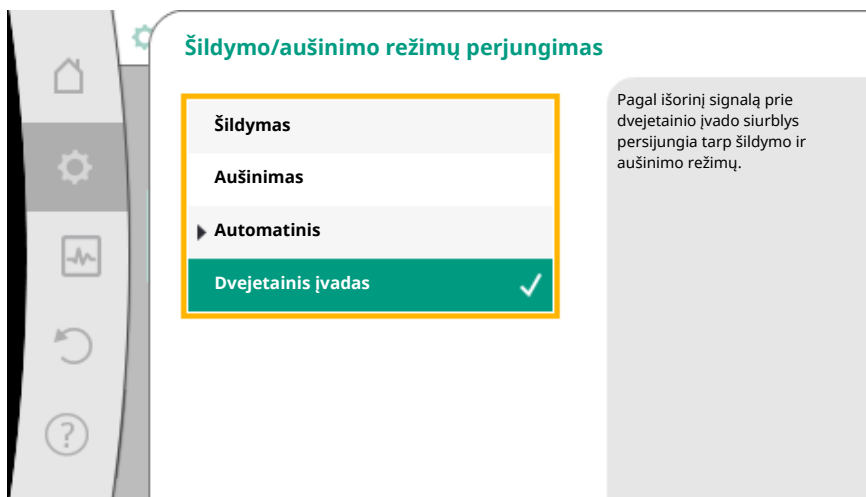 Šildymo/aušinimo režimų perjungimas
Šildymas
Aušinimas
Automatinis
Dvejetainis įvadas
Pagal išorinį signalą prie
dvejetainio įvado siurblys
persijungia tarp šildymo ir
aušinimo režimų.
?